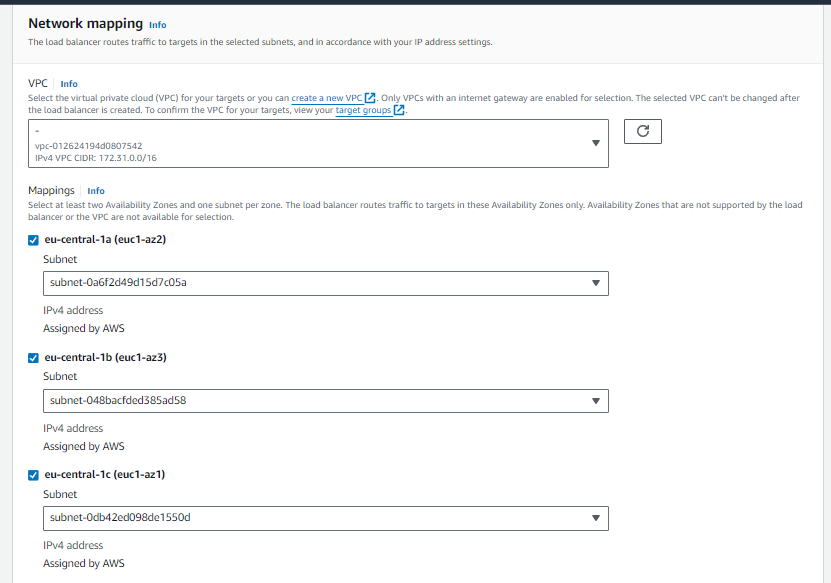 Network mapping Info
The load balancer routes traffic to targets in the selected subnets, and in accordance with your IP address settings.
VPC Info
Select the virtual private cloud (VPC) for your targets or you can create a new VPC. Only VPCs with an internet gateway are enabled for selection. The selected VPC can't be changed after
the load balancer is created. To confirm the VPC for your targets, view your target groups.
-
vpc-012624194d0807542
IPv4 VPC CIDR: 172.31.0.0/16
Mappings Info
Select at least two Availability Zones and one subnet per zone. The load balancer routes traffic to targets in these Availability Zones only. Availability Zones that are not supported by the load
balancer or the VPC are not available for selection.
eu-central-1a (euc1-az2)
Subnet
subnet-0a6f2d49d15d7c05a
IPv4 address
Assigned by AWS
eu-central-1b (euc1-az3)
Subnet
subnet-048bacfded385ad58
IPv4 address
Assigned by AWS
eu-central-1c (euc1-az1)
Subnet
subnet-0db42ed098de1550d
IPv4 address
Assigned by AWS